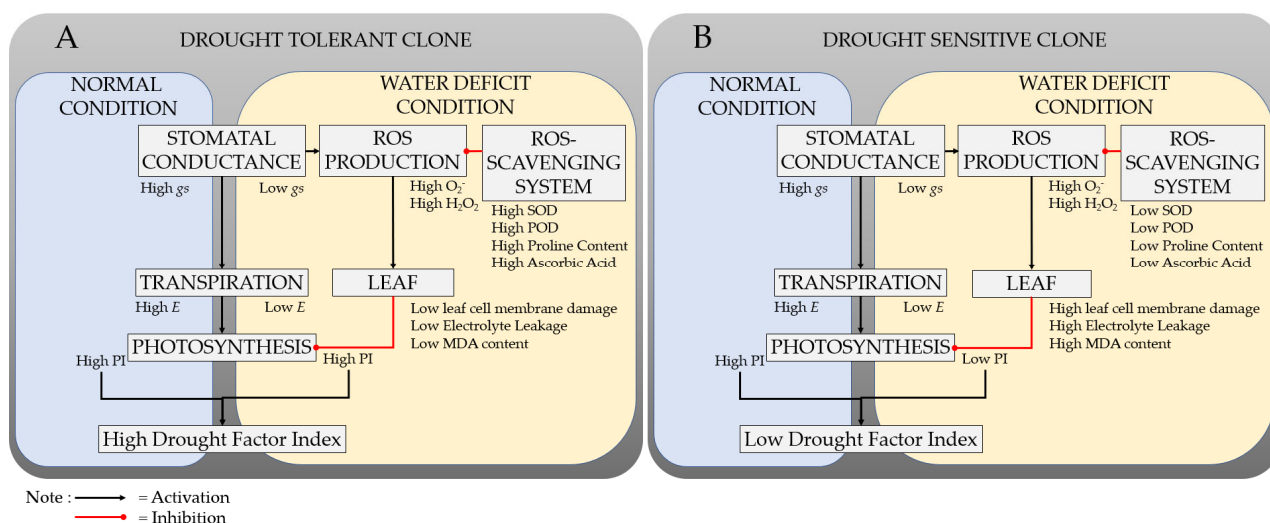 A
DROUGHT TOLERANT CLONE
NORMAL
CONDITION
WATER DEFICIT
CONDITION
STOMATAL
CONDUCTANCE
High gs
Low gs
ROS
PRODUCTION
High O₂⁻
High H₂O₂
ROS-
SCAVENGING
SYSTEM
High SOD
High POD
High Proline Content
High Ascorbic Acid
TRANSPIRATION
High E
Low E
LEAF
Low leaf cell membrane damage
Low Electrolyte Leakage
Low MDA content
PHOTOSYNTHESIS
High PI
High PI
High Drought Factor Index
B
DROUGHT SENSITIVE CLONE
NORMAL
CONDITION
WATER DEFICIT
CONDITION
STOMATAL
CONDUCTANCE
High gs
Low gs
ROS
PRODUCTION
High O₂⁻
High H₂O₂
ROS-
SCAVENGING
SYSTEM
Low SOD
Low POD
Low Proline Content
Low Ascorbic Acid
TRANSPIRATION
High E
Low E
LEAF
High leaf cell membrane damage
High Electrolyte Leakage
High MDA content
PHOTOSYNTHESIS
High PI
Low PI
Low Drought Factor Index
Note : = Activation
= Inhibition